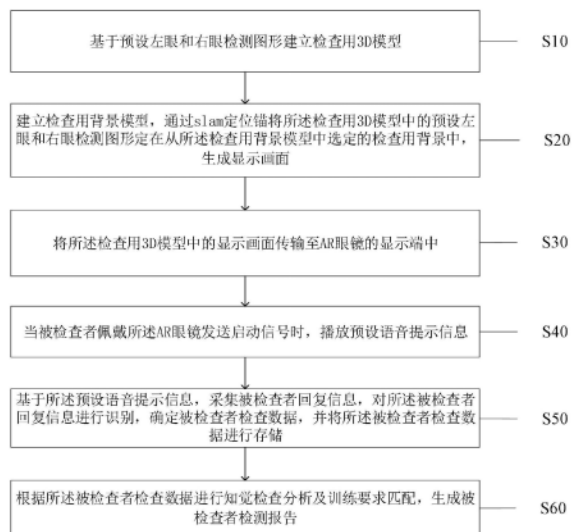 基于预设左眼和右眼检测图形建立检查用3D模型
S10
建立检查用背景模型，通过slam定位锚将所述检查用3D模型中的预设左
眼和右眼检测图形定在从所述检查用背景模型中选定的检查用背景中，
生成显示画面
S20
将所述检查用3D模型中的显示画面传输至AR眼镜的显示端中
S30
当被检查者佩戴所述AR眼镜发送启动信号时，播放预设语音提示信息
S40
基于所述预设语音提示信息，采集被检查者回复信息，对所述被检查者
回复信息进行识别，确定被检查者检查数据，并将所述被检查者检查数
据进行存储
S50
根据所述被检查者检查数据进行知觉检查分析及训练要求匹配，生成被
检查者检测报告
S60